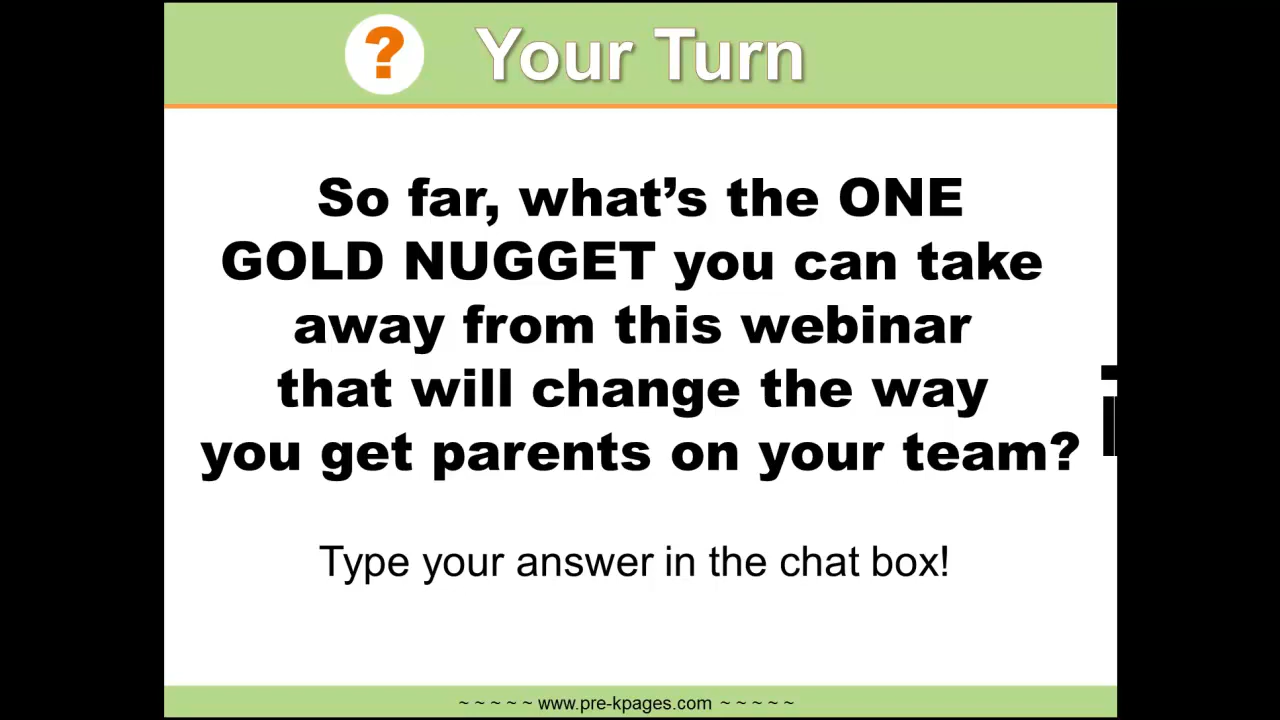 ? Your Turn
So far, what’s the ONE
GOLD NUGGET you can take
away from this webinar
that will change the way
you get parents on your team?
Type your answer in the chat box!
~ ~ ~ ~ ~ www.pre-kpages.com ~ ~ ~ ~ ~